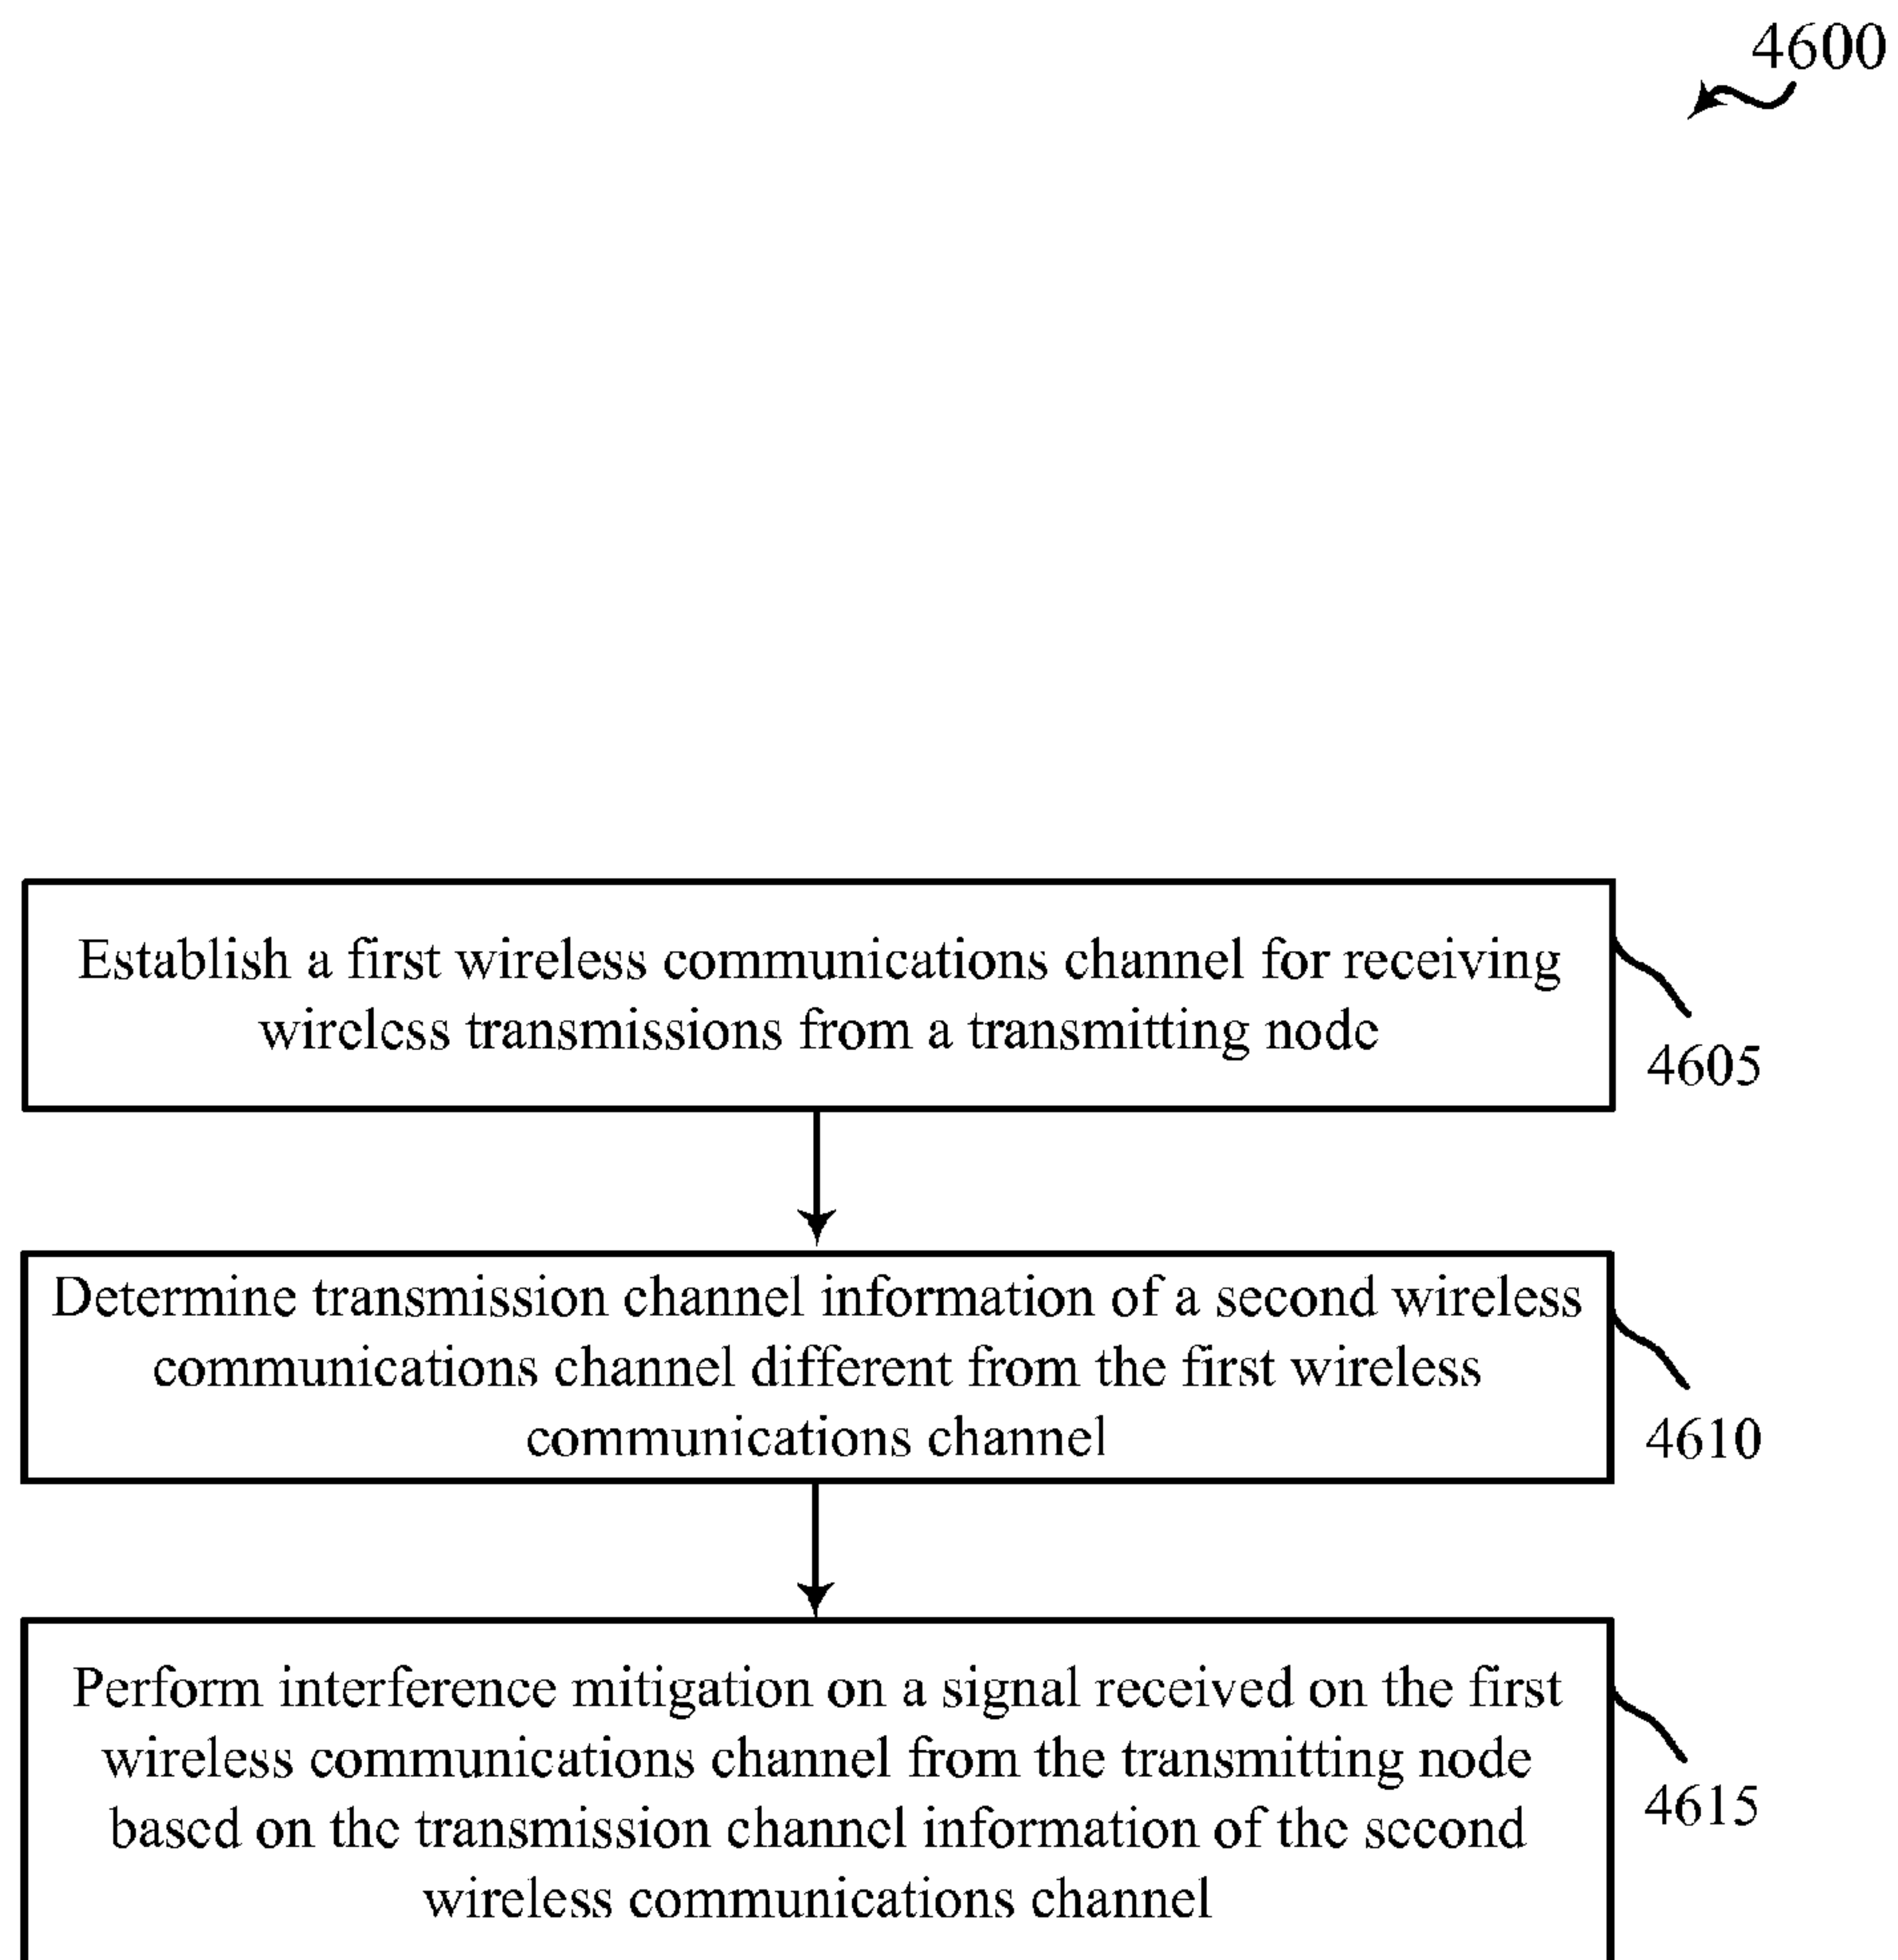 4600
Establish a first wireless communications channel for receiving
wireless transmissions from a transmitting node
4605
Determine transmission channel information of a second wireless
communications channel different from the first wireless
communications channel
4610
Perform interference mitigation on a signal received on the first
wireless communications channel from the transmitting node
based on the transmission channel information of the second
wireless communications channel
4615